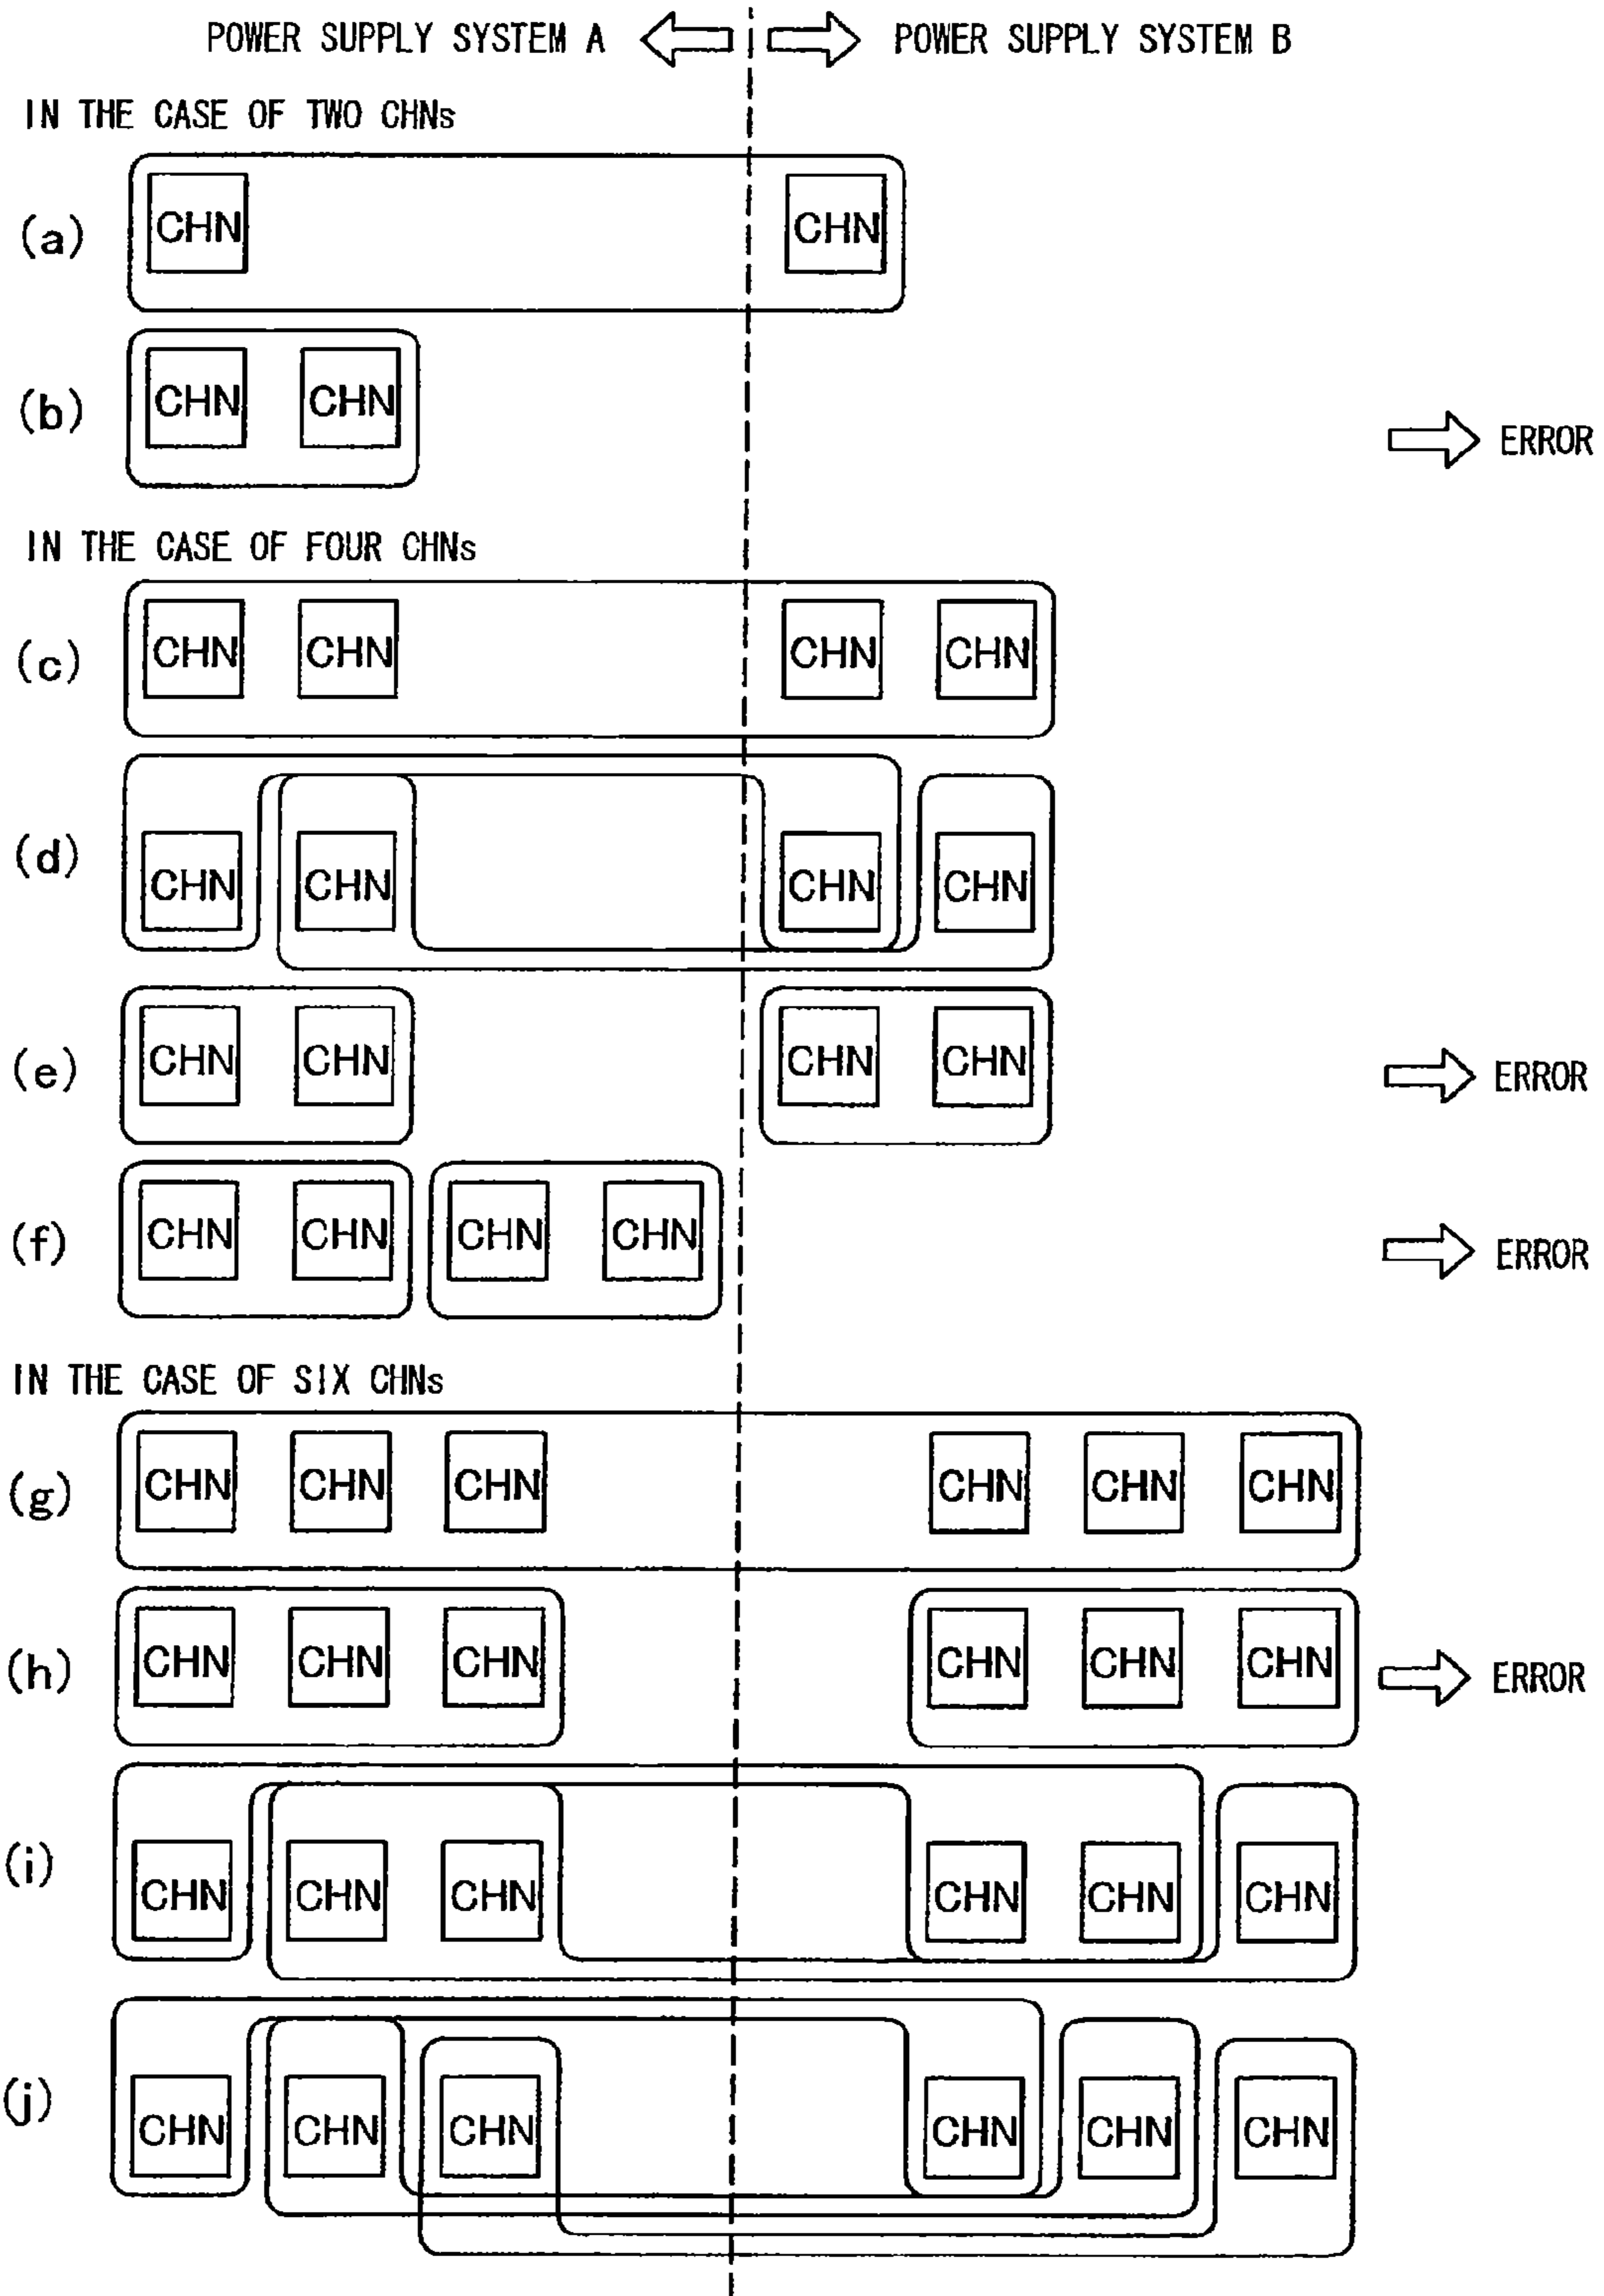 POWER SUPPLY SYSTEM A POWER SUPPLY SYSTEM B
IN THE CASE OF TWO CHNs
(a) CHN CHN
(b) CHN CHN ERROR
IN THE CASE OF FOUR CHNs
(c) CHN CHN CHN CHN
(d) CHN CHN CHN CHN
(e) CHN CHN CHN CHN ERROR
(f) CHN CHN CHN CHN ERROR
IN THE CASE OF SIX CHNs
(g) CHN CHN CHN CHN CHN CHN
(h) CHN CHN CHN CHN CHN CHN ERROR
(i) CHN CHN CHN CHN CHN CHN
(j) CHN CHN CHN CHN CHN CHN